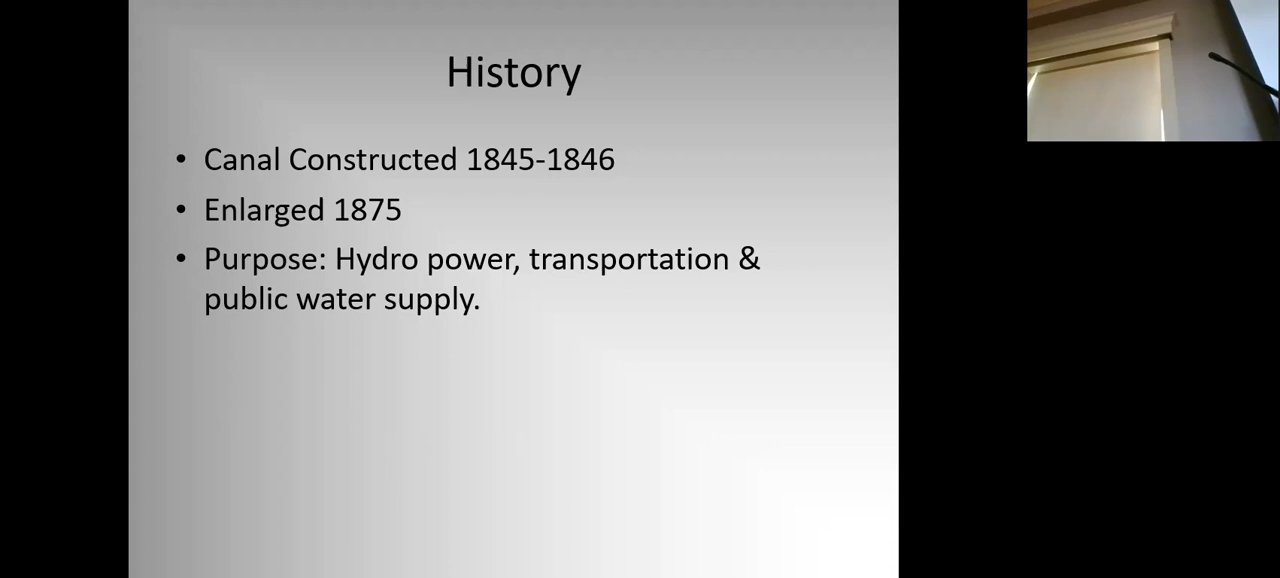 History
• Canal Constructed 1845-1846
• Enlarged 1875
• Purpose: Hydro power, transportation &
public water supply.